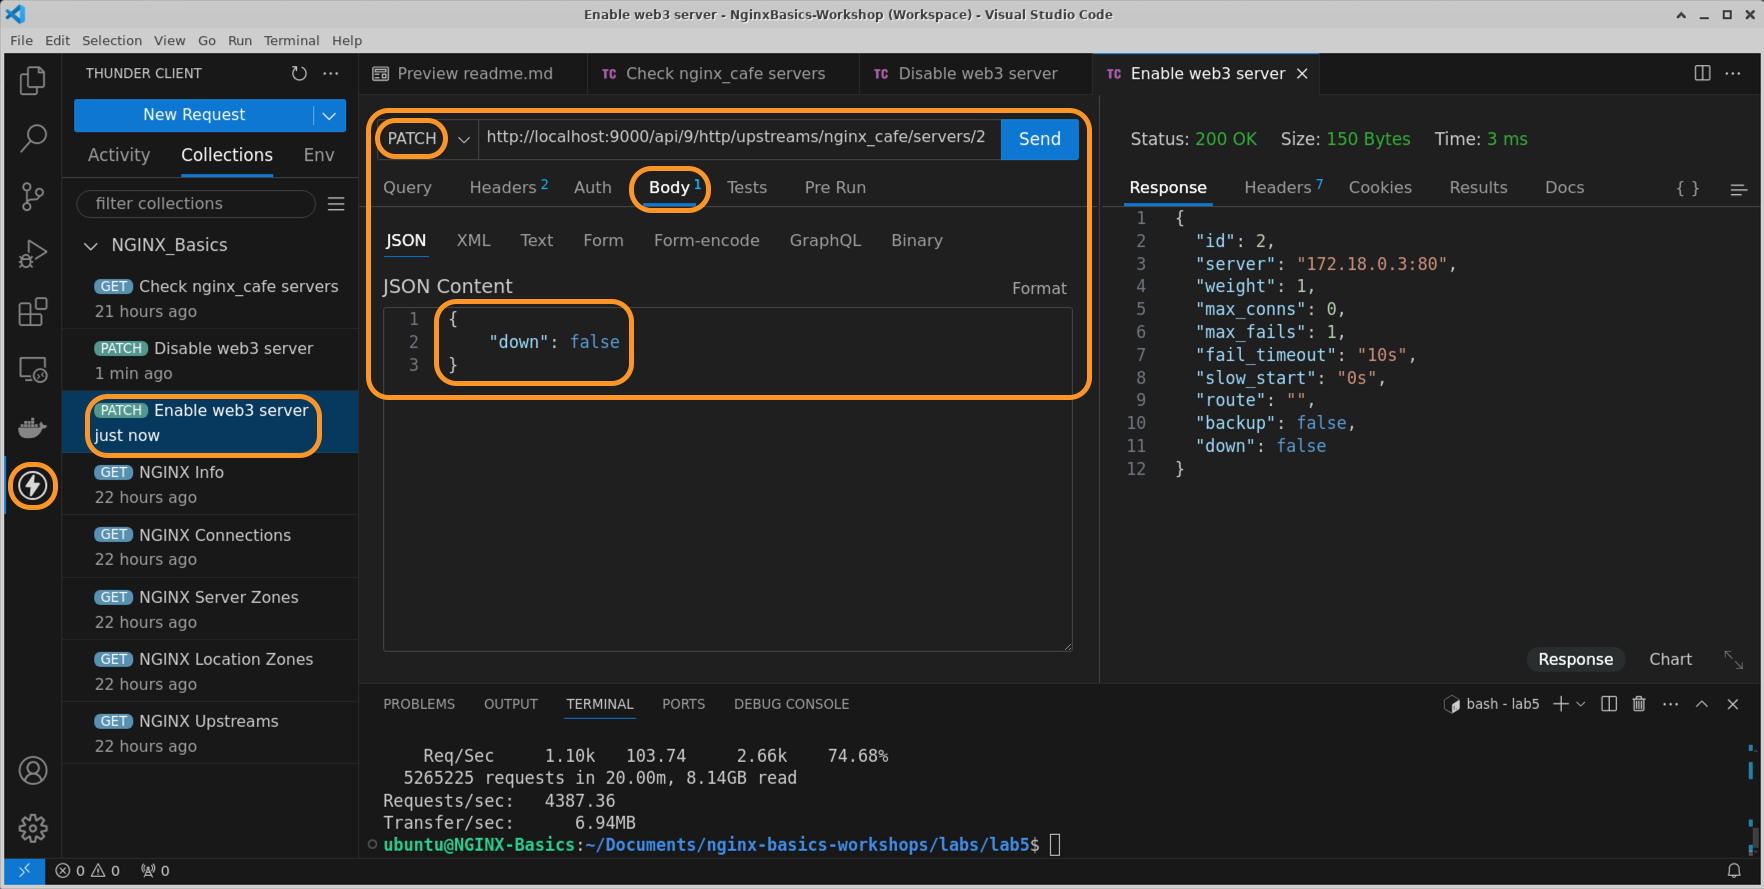 Enable web3 server - NginxBasics-Workshop (Workspace) - Visual Studio Code
File Edit Selection View Go Run Terminal Help
THUNDER CLIENT
New Request
Activity Collections Env
filter collections
NGINX_Basics
GET Check nginx_cafe servers
21 hours ago
PATCH Disable web3 server
1 min ago
PATCH Enable web3 server
just now
GET NGINX Info
22 hours ago
GET NGINX Connections
22 hours ago
GET NGINX Server Zones
22 hours ago
GET NGINX Location Zones
22 hours ago
GET NGINX Upstreams
22 hours ago
Preview readme.md
TC Check nginx_cafe servers
TC Disable web3 server
TC Enable web3 server
PATCH http://localhost:9000/api/9/http/upstreams/nginx_cafe/servers/2 Send
Query Headers 2 Auth Body 1 Tests Pre Run
JSON XML Text Form Form-encode GraphQL Binary
JSON Content Format
1 {
2 "down": false
3 }
Status: 200 OK Size: 150 Bytes Time: 3 ms
Response Headers 7 Cookies Results Docs { }
1 {
2 "id": 2,
3 "server": "172.18.0.3:80",
4 "weight": 1,
5 "max_conns": 0,
6 "max_fails": 1,
7 "fail_timeout": "10s",
8 "slow_start": "0s",
9 "route": "",
10 "backup": false,
11 "down": false
12 }
Response Chart
PROBLEMS OUTPUT TERMINAL PORTS DEBUG CONSOLE
bash - lab5
Req/Sec 1.10k 103.74 2.66k 74.68%
5265225 requests in 20.00m, 8.14GB read
Requests/sec: 4387.36
Transfer/sec: 6.94MB
ubuntu@NGINX-Basics:~/Documents/nginx-basics-workshops/labs/lab5$
0 0 0